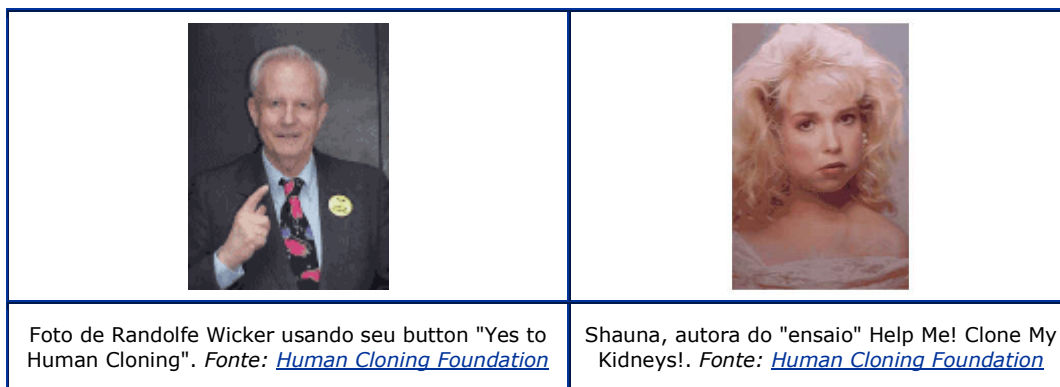 Foto de Randolfe Wicker usando seu button "Yes to
Human Cloning". Fonte: Human Cloning Foundation
Shauna, autora do "ensaio" Help Me! Clone My
Kidneys!. Fonte: Human Cloning Foundation